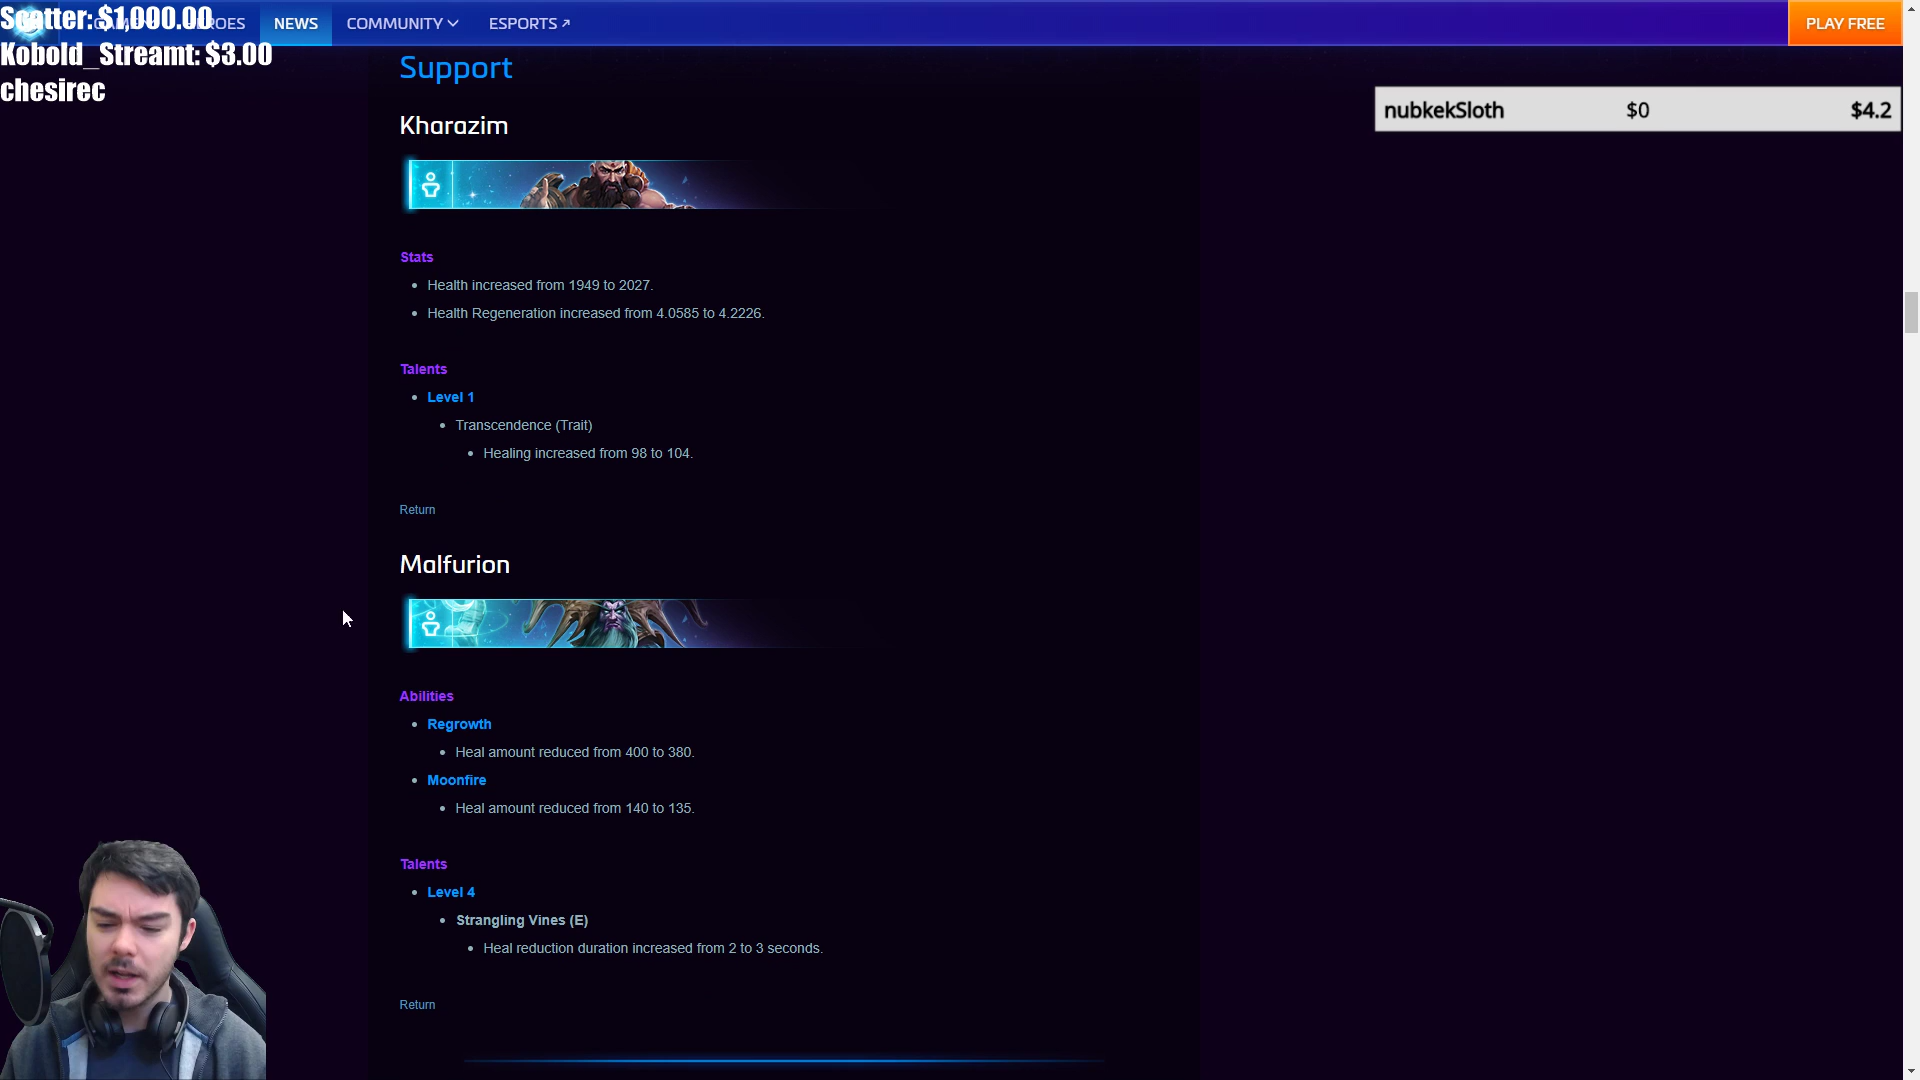 Scatter: $1,000.00
Kobold_Streamt: $3.00
chesirec
NEWS
COMMUNITY
ESPORTS
PLAY FREE
nubkekSloth $0 $4.2
Support
Kharazim
Stats
Health increased from 1949 to 2027.
Health Regeneration increased from 4.0585 to 4.2226.
Talents
Level 1
Transcendence (Trait)
Healing increased from 98 to 104.
Return
Malfurion
Abilities
Regrowth
Heal amount reduced from 400 to 380.
Moonfire
Heal amount reduced from 140 to 135.
Talents
Level 4
Strangling Vines (E)
Heal reduction duration increased from 2 to 3 seconds.
Return